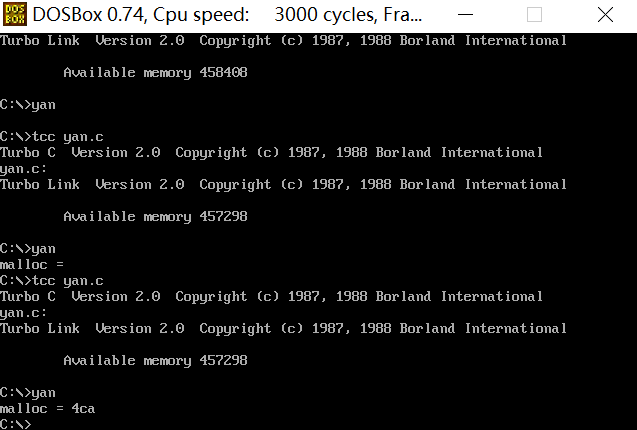 DOS
BOX
DOSBox 0.74, Cpu speed: 3000 cycles, Fra...
Turbo Link  Version 2.0  Copyright (c) 1987, 1988 Borland International
Available memory 458408
C:\>yan
C:\>tcc yan.c
Turbo C  Version 2.0  Copyright (c) 1987, 1988 Borland International
yan.c:
Turbo Link  Version 2.0  Copyright (c) 1987, 1988 Borland International
Available memory 457298
C:\>yan
malloc =
C:\>tcc yan.c
Turbo C  Version 2.0  Copyright (c) 1987, 1988 Borland International
yan.c:
Turbo Link  Version 2.0  Copyright (c) 1987, 1988 Borland International
Available memory 457298
C:\>yan
malloc = 4ca
C:\>